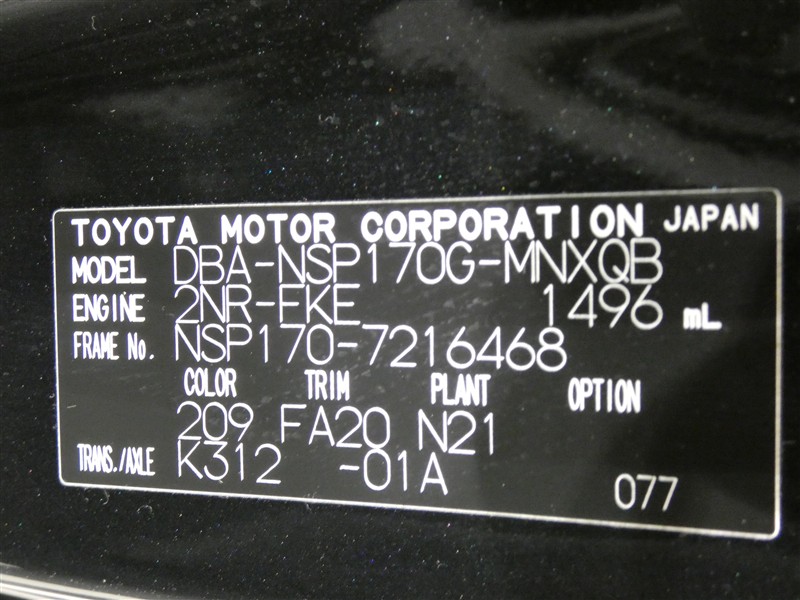 TOYOTA MOTOR CORPORATION JAPAN
MODEL DBA-NSP170G-MNXQB
ENGINE 2NR-FKE 1496 mL
FRAME No. NSP170-7216468
COLOR TRIM PLANT OPTION
209 FA20 N21
TRANS./AXLE K312 -01A
077